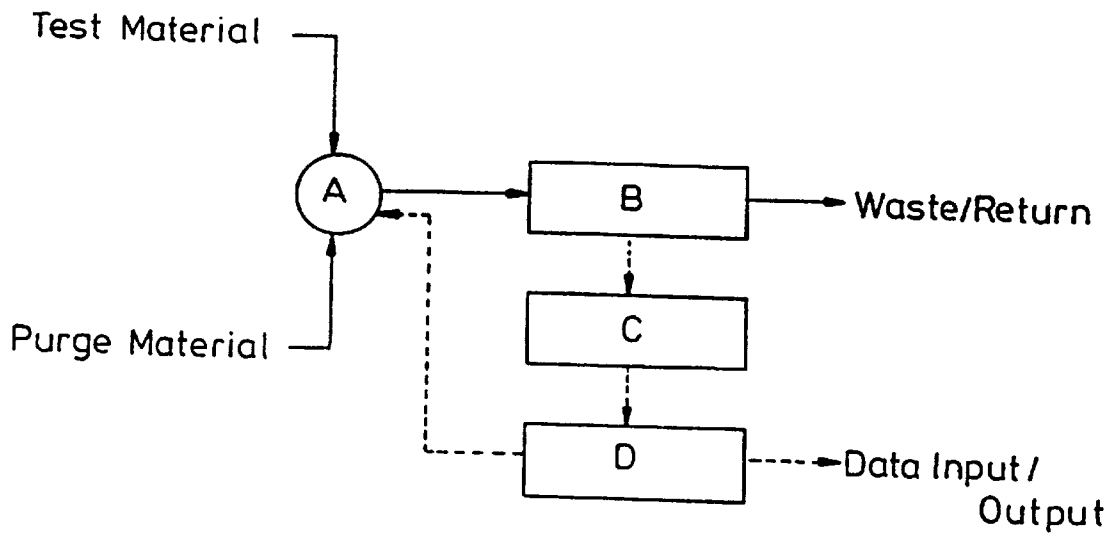 Test Material
A
B
Waste/Return
C
Purge Material
D
Data Input/
Output